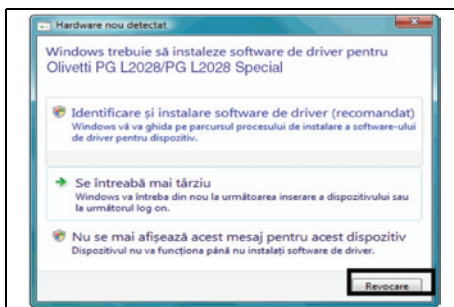 Hardware nou detectat
Windows trebuie să instaleze software de driver pentru
Olivetti PG L2028/PG L2028 Special
Identificare și instalare software de driver (recomandat)
Windows vă va ghida pe parcursul procesului de instalare a software-ului
de driver pentru dispozitiv.
Se întreabă mai târziu
Windows va întreba din nou la următoarea inserare a dispozitivului sau
la următorul log on.
Nu se mai afișează acest mesaj pentru acest dispozitiv
Dispozitivul nu va funcționa până nu instalați software de driver.
Revocare